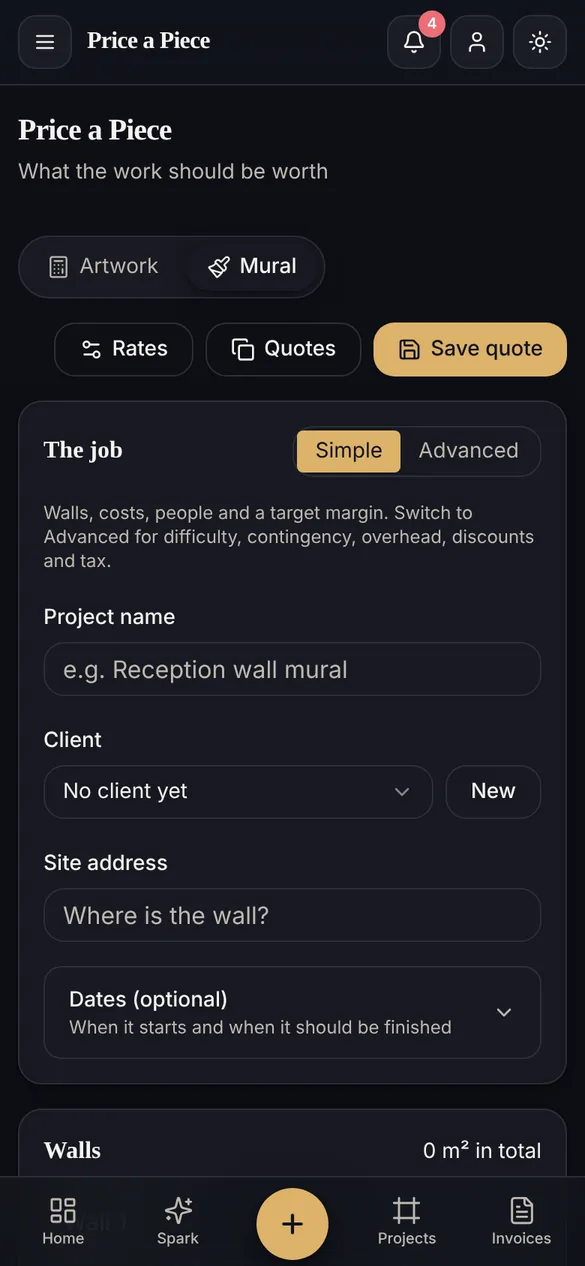 Price a Piece
4
Price a Piece
What the work should be worth
Artwork
Mural
Rates
Quotes
Save quote
The job
Simple
Advanced
Walls, costs, people and a target margin. Switch to
Advanced for difficulty, contingency, overhead, discounts
and tax.
Project name
e.g. Reception wall mural
Client
No client yet
New
Site address
Where is the wall?
Dates (optional)
When it starts and when it should be finished
Walls
0 m² in total
Home
Spark
Projects
Invoices